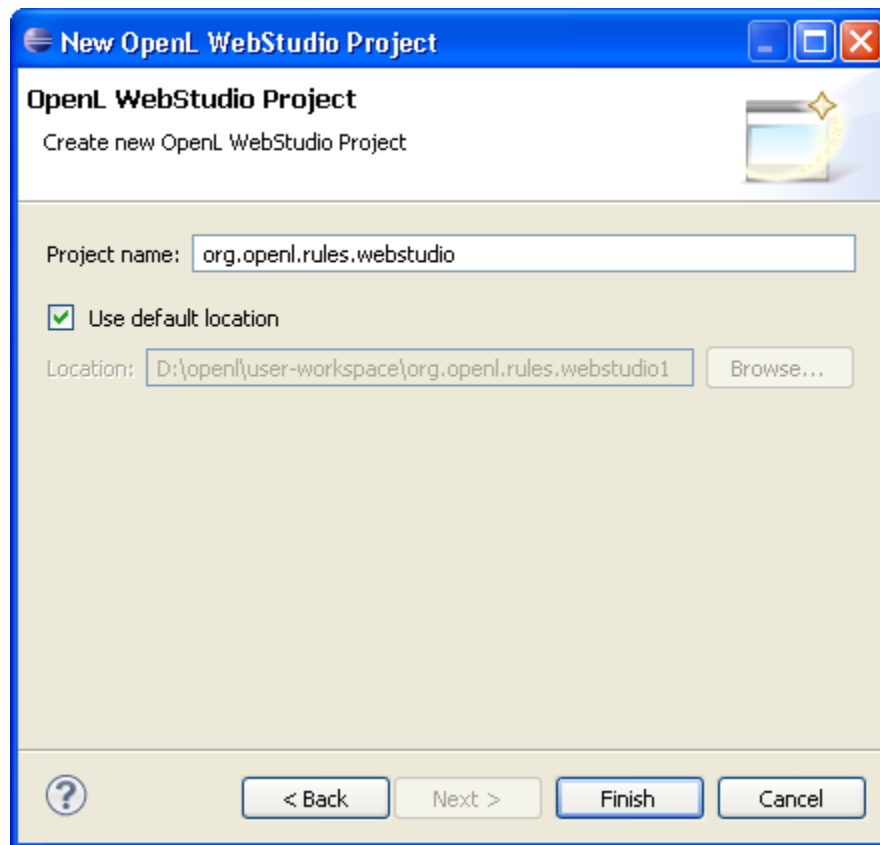 New OpenL WebStudio Project
OpenL WebStudio Project
Create new OpenL WebStudio Project
Project name: org.openl.rules.webstudio
Use default location
Location: D:\openl\user-workspace\org.openl.rules.webstudio1 Browse...
? < Back Next > Finish Cancel